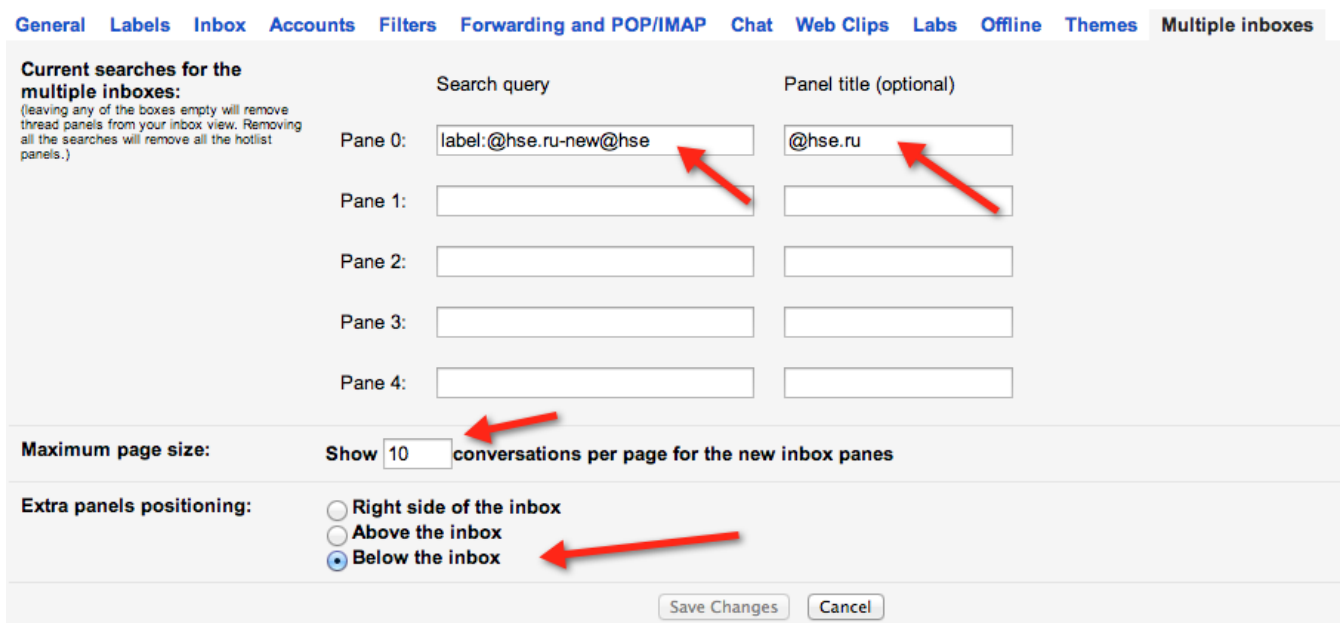 General Labels Inbox Accounts Filters Forwarding and POP/IMAP Chat Web Clips Labs Offline Themes Multiple inboxes
Current searches for the
multiple inboxes:
(leaving any of the boxes empty will remove
thread panels from your inbox view. Removing
all the searches will remove all the hotlist
panels.)
Search query Panel title (optional)
Pane 0: label:@hse.ru-new@hse @hse.ru
Pane 1:
Pane 2:
Pane 3:
Pane 4:
Maximum page size: Show 10 conversations per page for the new inbox panes
Extra panels positioning: Right side of the inbox
Above the inbox
Below the inbox
Save Changes Cancel